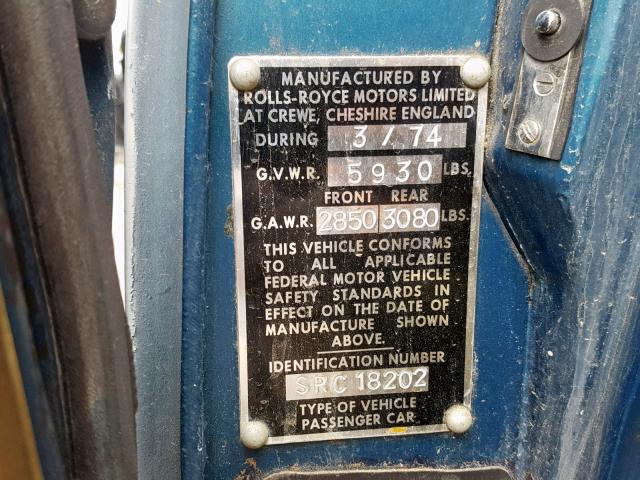 MANUFACTURED BY
ROLLS-ROYCE MOTORS LIMITED
AT CREWE, CHESHIRE ENGLAND
DURING 3 / 74
G.V.W.R. 5930 LBS.
FRONT REAR
G.A.W.R. 2850 3080 LBS.
THIS VEHICLE CONFORMS
TO ALL APPLICABLE
FEDERAL MOTOR VEHICLE
SAFETY STANDARDS IN
EFFECT ON THE DATE OF
MANUFACTURE SHOWN
ABOVE.
IDENTIFICATION NUMBER
SRC 18202
TYPE OF VEHICLE
PASSENGER CAR